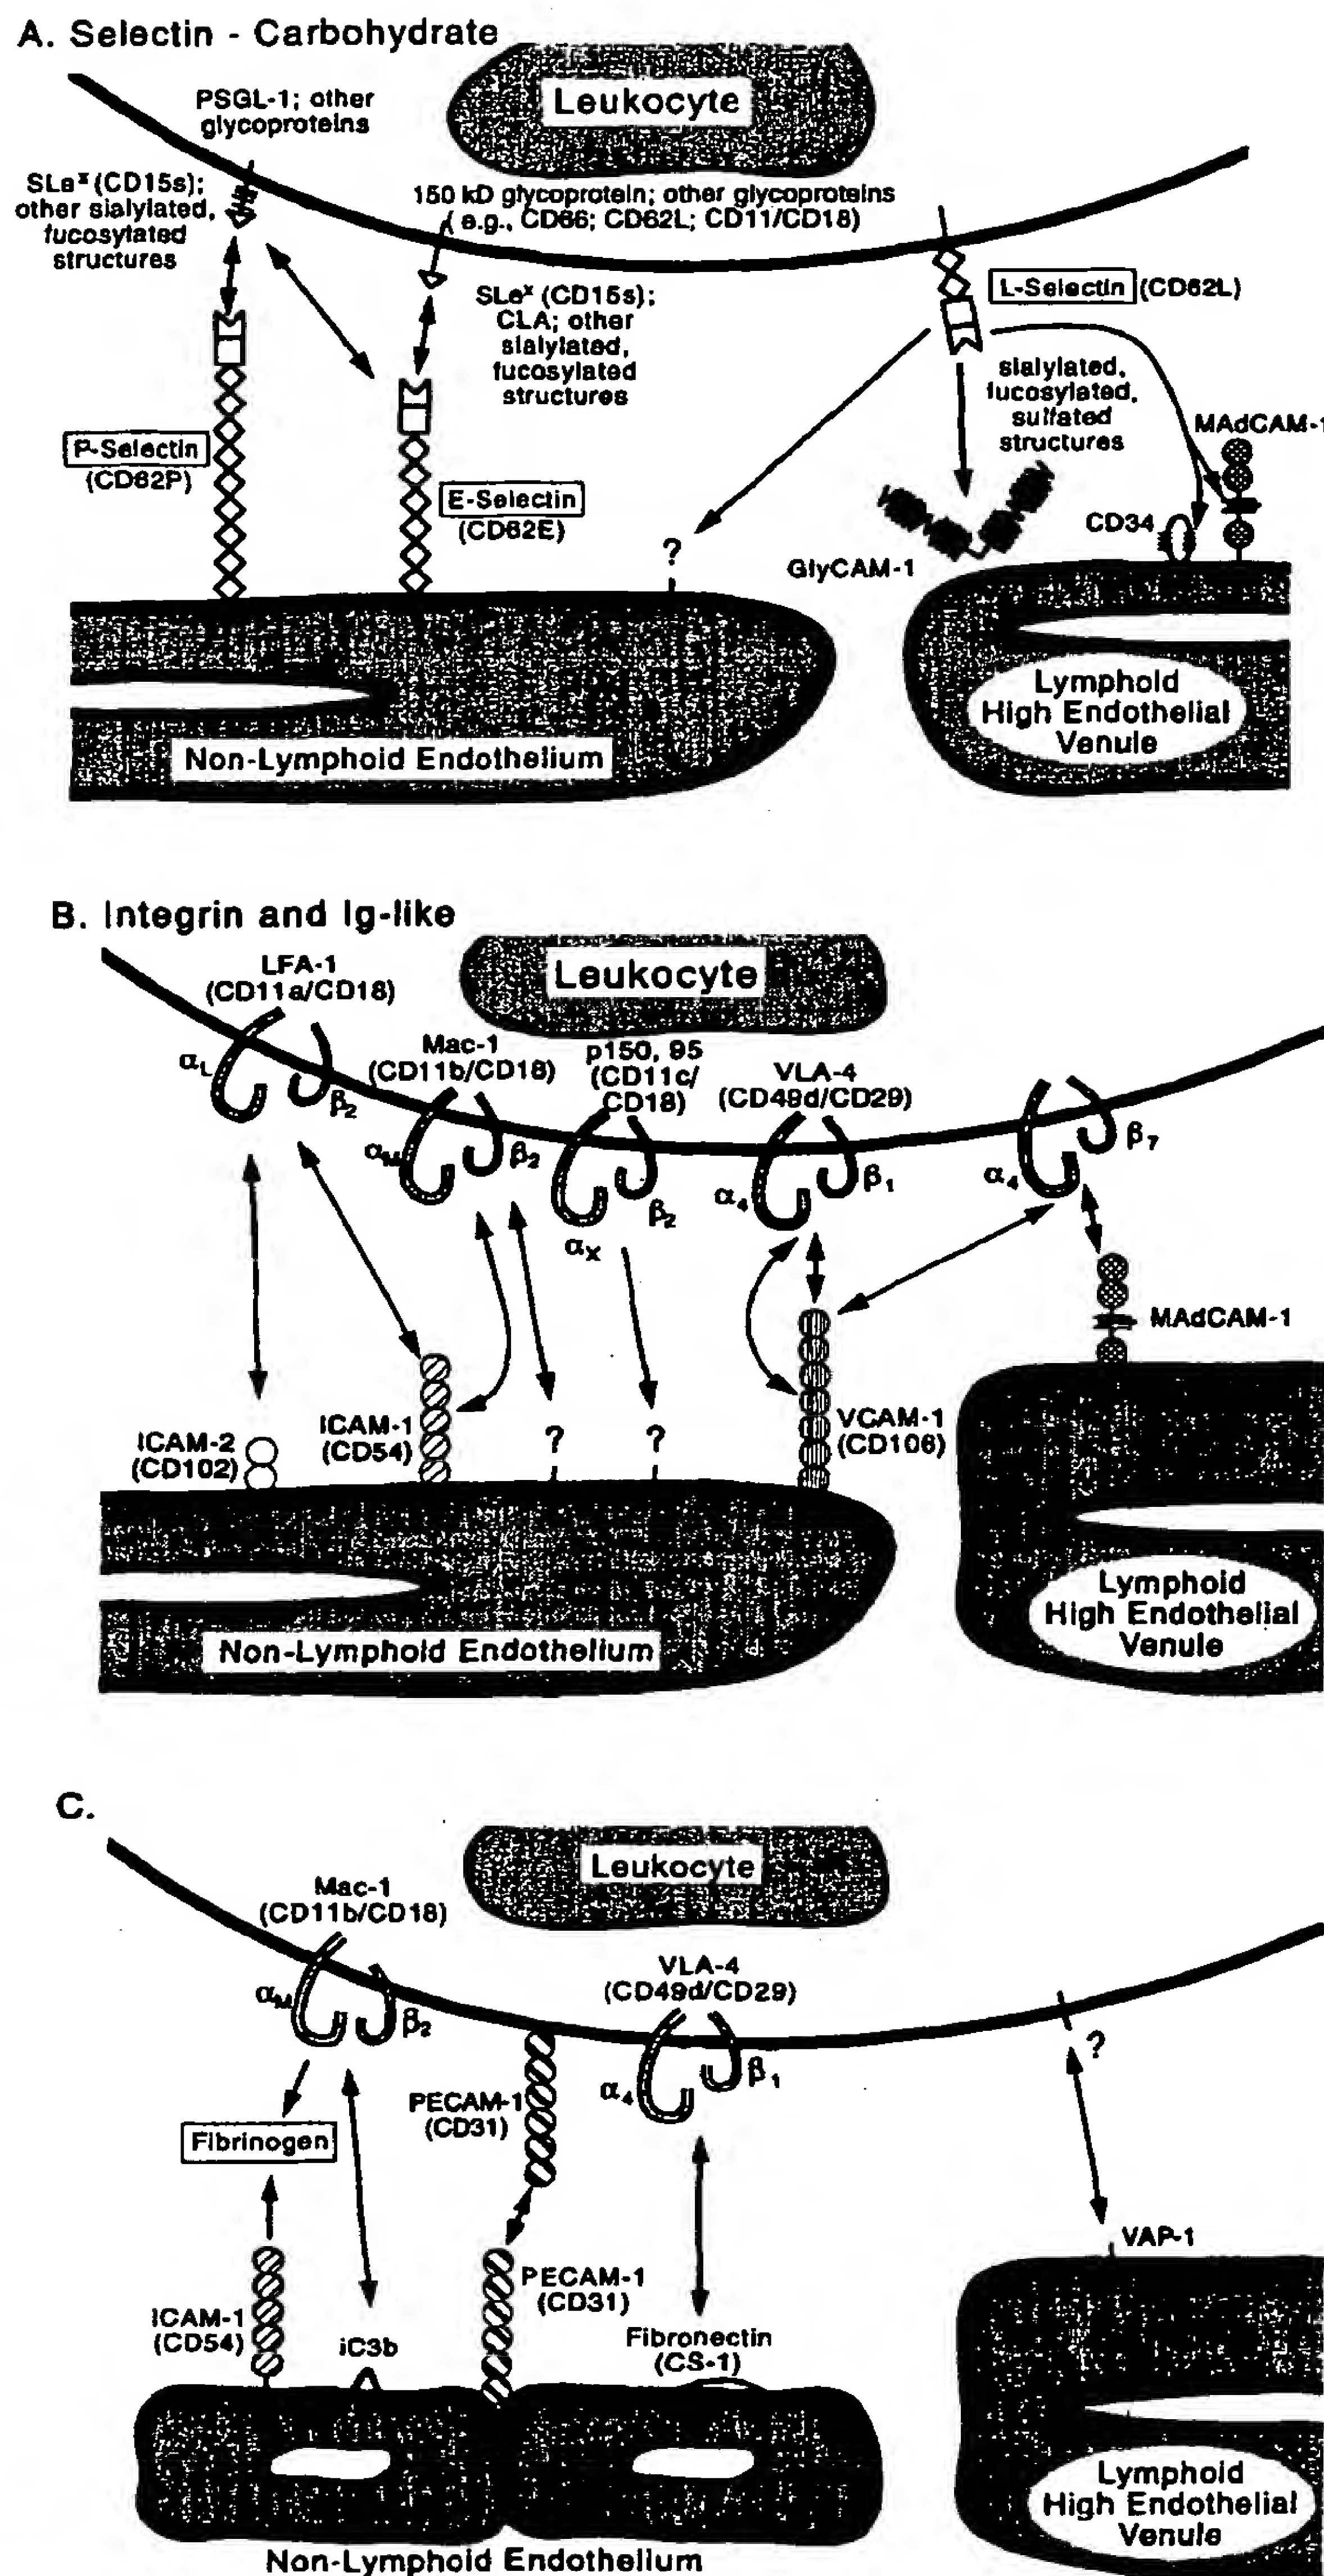 A. Selectin - Carbohydrate
Leukocyte
PSGL-1; other
glycoproteins
SLeˣ (CD15s);
other sialylated,
fucosylated
structures
150 kD glycoprotein; other glycoproteins
( e.g., CD66; CD62L; CD11/CD18)
SLeˣ (CD15s);
CLA; other
sialylated,
fucosylated
structures
L-Selectin (CD62L)
sialylated,
fucosylated,
sulfated
structures
MAdCAM-1
P-Selectin
(CD62P)
E-Selectin
(CD62E)
?
CD34
GlyCAM-1
Lymphoid
High Endothelial
Venule
Non-Lymphoid Endothelium
B. Integrin and Ig-like
Leukocyte
LFA-1
(CD11a/CD18)
αL
β2
Mac-1
(CD11b/CD18)
αM
β2
p150, 95
(CD11c/
CD18)
αX
β2
VLA-4
(CD49d/CD29)
α4
β1
α4
β7
MAdCAM-1
ICAM-2
(CD102)
ICAM-1
(CD54)
?
?
VCAM-1
(CD106)
Lymphoid
High Endothelial
Venule
Non-Lymphoid Endothelium
C.
Leukocyte
Mac-1
(CD11b/CD18)
αM
β2
VLA-4
(CD49d/CD29)
α4
β1
?
PECAM-1
(CD31)
Fibrinogen
VAP-1
ICAM-1
(CD54)
iC3b
PECAM-1
(CD31)
Fibronectin
(CS-1)
Lymphoid
High Endothelial
Venule
Non-Lymphoid Endothelium